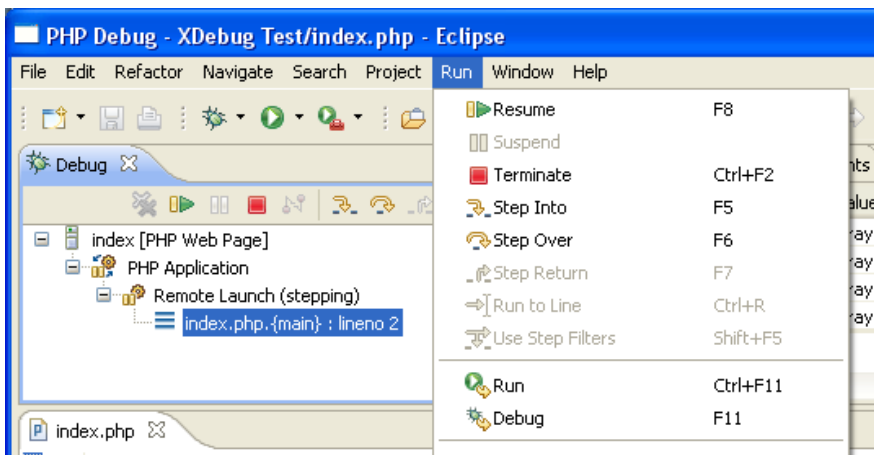 PHP Debug - XDebug Test/index.php - Eclipse
File Edit Refactor Navigate Search Project Run Window Help
Resume F8
Suspend
Terminate Ctrl+F2
Step Into F5
Step Over F6
Step Return F7
Run to Line Ctrl+R
Use Step Filters Shift+F5
Run Ctrl+F11
Debug F11
Debug
index [PHP Web Page]
PHP Application
Remote Launch (stepping)
index.php.{main} : lineno 2
index.php